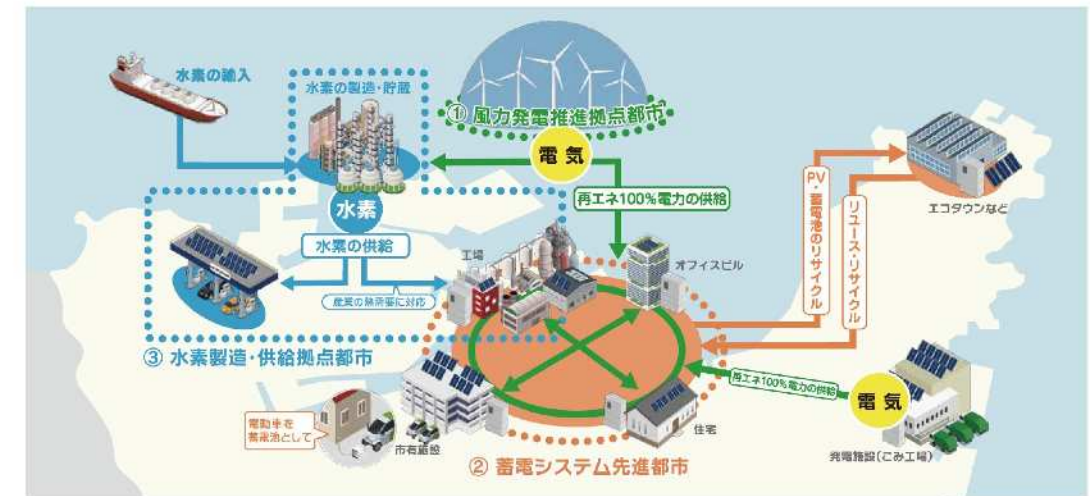 水素の輸入
水素の製造・貯蔵
① 風力発電推進拠点都市
電気
再エネ100%電力の供給
水素
水素の供給
産業の熱需要に対応
工場
オフィスビル
PV・蓄電池のリサイクル
リユース・リサイクル
エコタウンなど
③ 水素製造・供給拠点都市
電動車を
蓄電池として
市有施設
住宅
② 蓄電システム先進都市
再エネ100%電力の供給
電気
発電施設(ごみ工場)